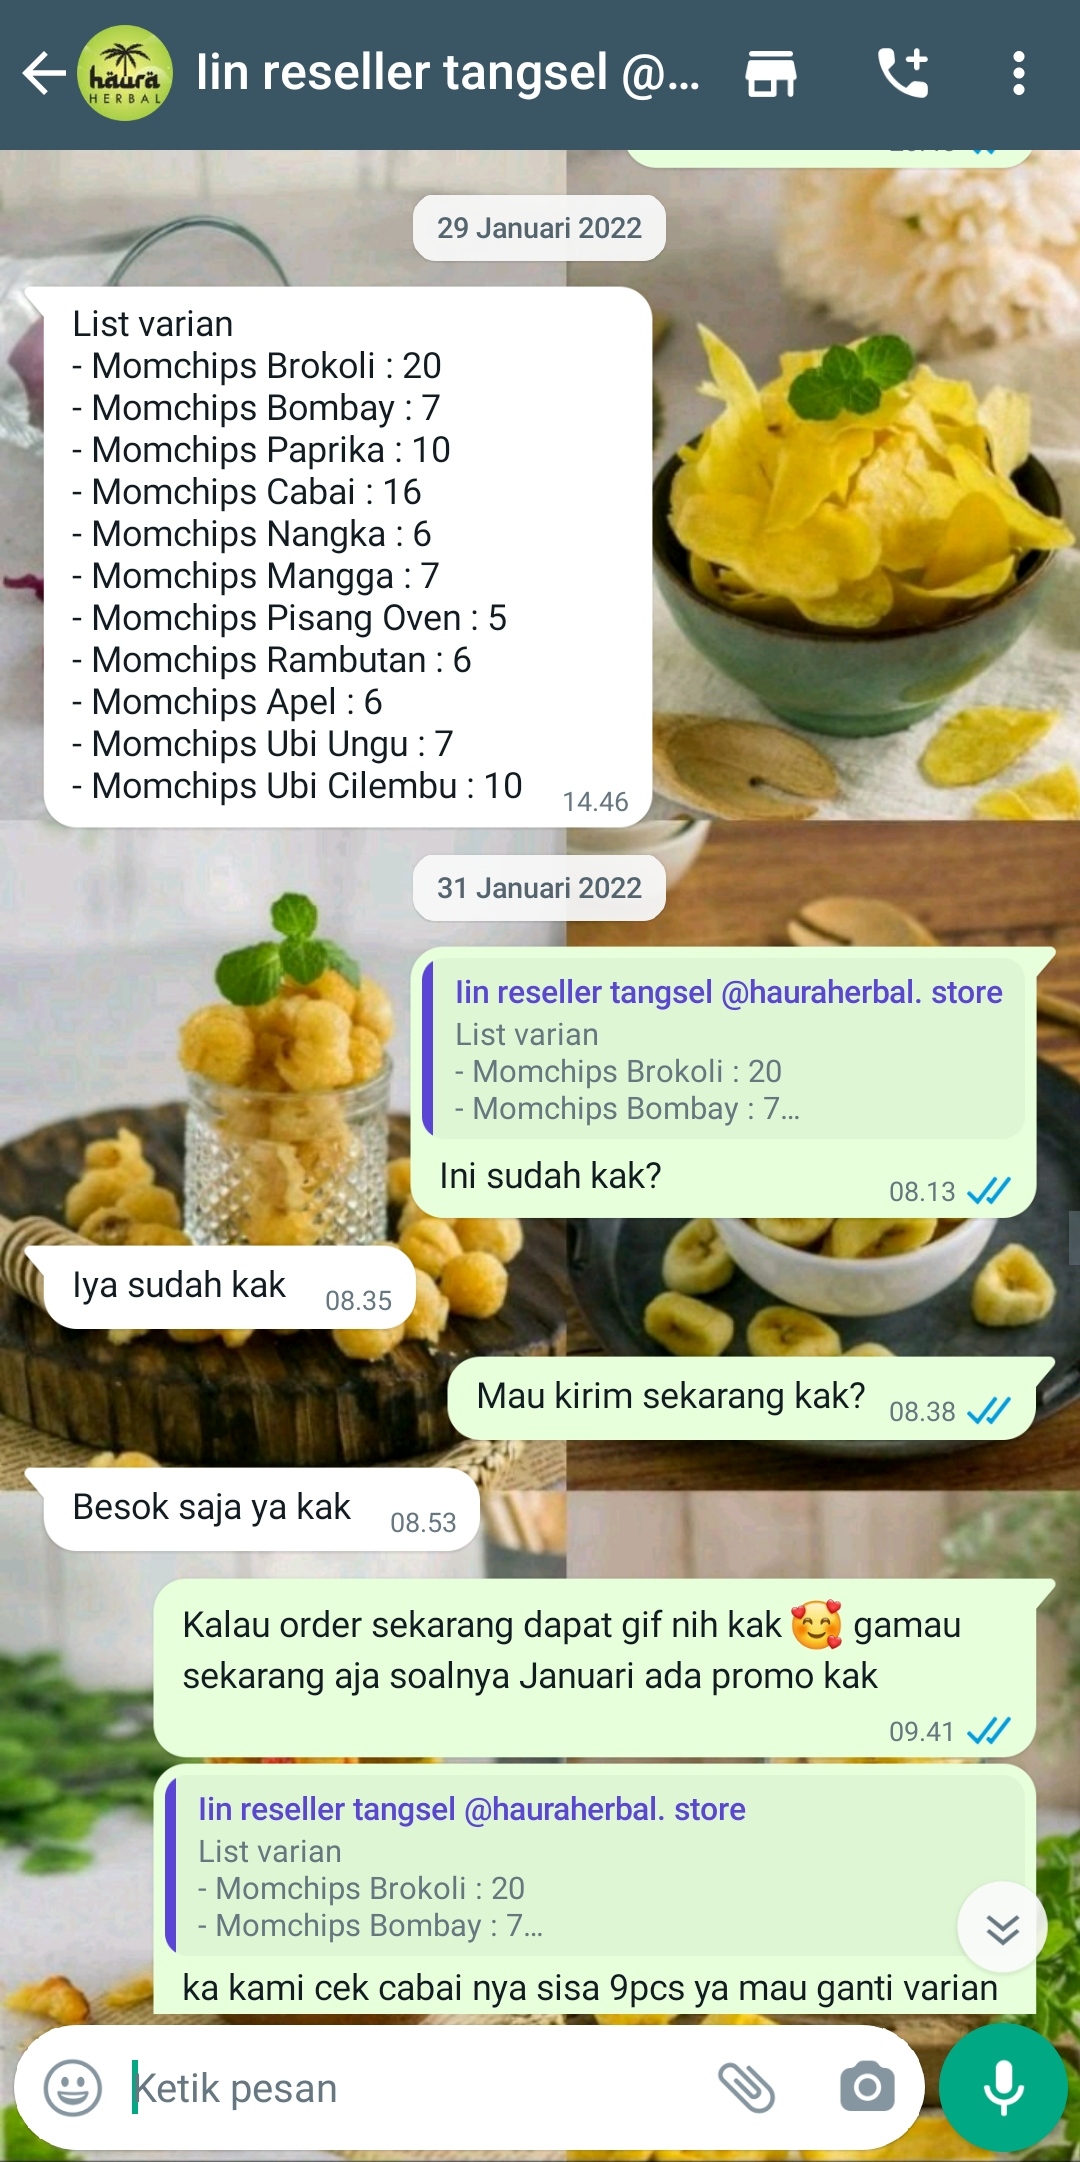 häurä
HERBAL
Iin reseller tangsel @...
29 Januari 2022
List varian
- Momchips Brokoli : 20
- Momchips Bombay : 7
- Momchips Paprika : 10
- Momchips Cabai : 16
- Momchips Nangka : 6
- Momchips Mangga : 7
- Momchips Pisang Oven : 5
- Momchips Rambutan : 6
- Momchips Apel : 6
- Momchips Ubi Ungu : 7
- Momchips Ubi Cilembu : 10
14.46
31 Januari 2022
Iin reseller tangsel @hauraherbal. store
List varian
- Momchips Brokoli : 20
- Momchips Bombay : 7...
Ini sudah kak?
08.13
Iya sudah kak
08.35
Mau kirim sekarang kak?
08.38
Besok saja ya kak
08.53
Kalau order sekarang dapat gif nih kak 🥰 gamau
sekarang aja soalnya Januari ada promo kak
09.41
Iin reseller tangsel @hauraherbal. store
List varian
- Momchips Brokoli : 20
- Momchips Bombay : 7...
ka kami cek cabai nya sisa 9pcs ya mau ganti varian
Ketik pesan